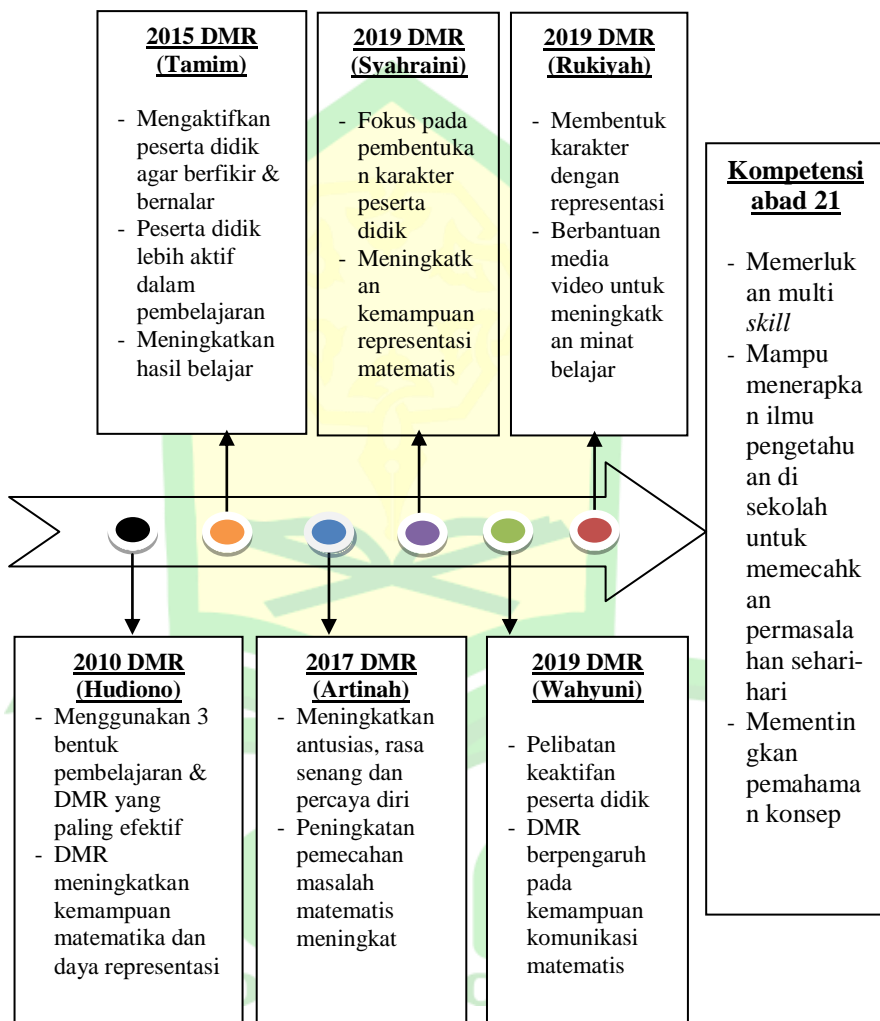 2015 DMR
(Tamim)
- Mengaktifkan
peserta didik
agar berfikir &
bernalar
- Peserta didik
lebih aktif
dalam
pembelajaran
- Meningkatkan
hasil belajar
2019 DMR
(Syahraini)
- Fokus pada
pembentuka
n karakter
peserta
didik
- Meningkatk
an
kemampuan
representasi
matematis
2019 DMR
(Rukiyah)
- Membentuk
karakter
dengan
representasi
- Berbantuan
media
video untuk
meningkatk
an minat
belajar
Kompetensi
abad 21
- Memerluk
an multi
skill
- Mampu
menerapka
n ilmu
pengetahu
an di
sekolah
untuk
memecahk
an
permasala
han sehari-
hari
- Mementin
gkan
pemahama
n konsep
2010 DMR
(Hudiono)
- Menggunakan 3
bentuk
pembelajaran &
DMR yang
paling efektif
- DMR
meningkatkan
kemampuan
matematika dan
daya representasi
2017 DMR
(Artinah)
- Meningkatkan
antusias, rasa
senang dan
percaya diri
- Peningkatan
pemecahan
masalah
matematis
meningkat
2019 DMR
(Wahyuni)
- Pelibatan
keaktifan
peserta didik
- DMR
berpengaruh
pada
kemampuan
komunikasi
matematis